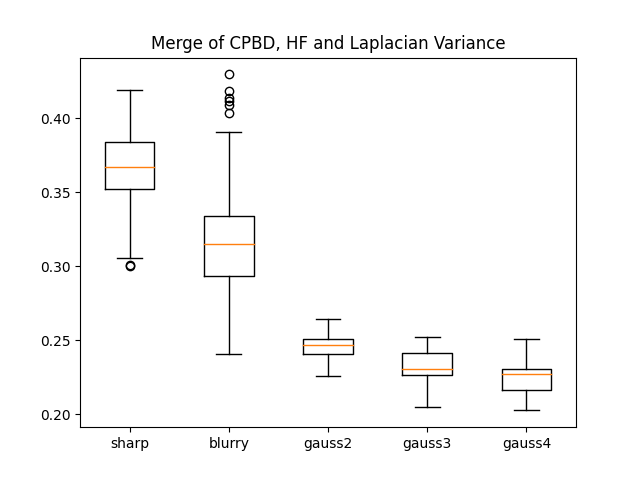 Merge of CPBD, HF and Laplacian Variance
0.40
0.35
0.30
0.25
0.20
sharp blurry gauss2 gauss3 gauss4